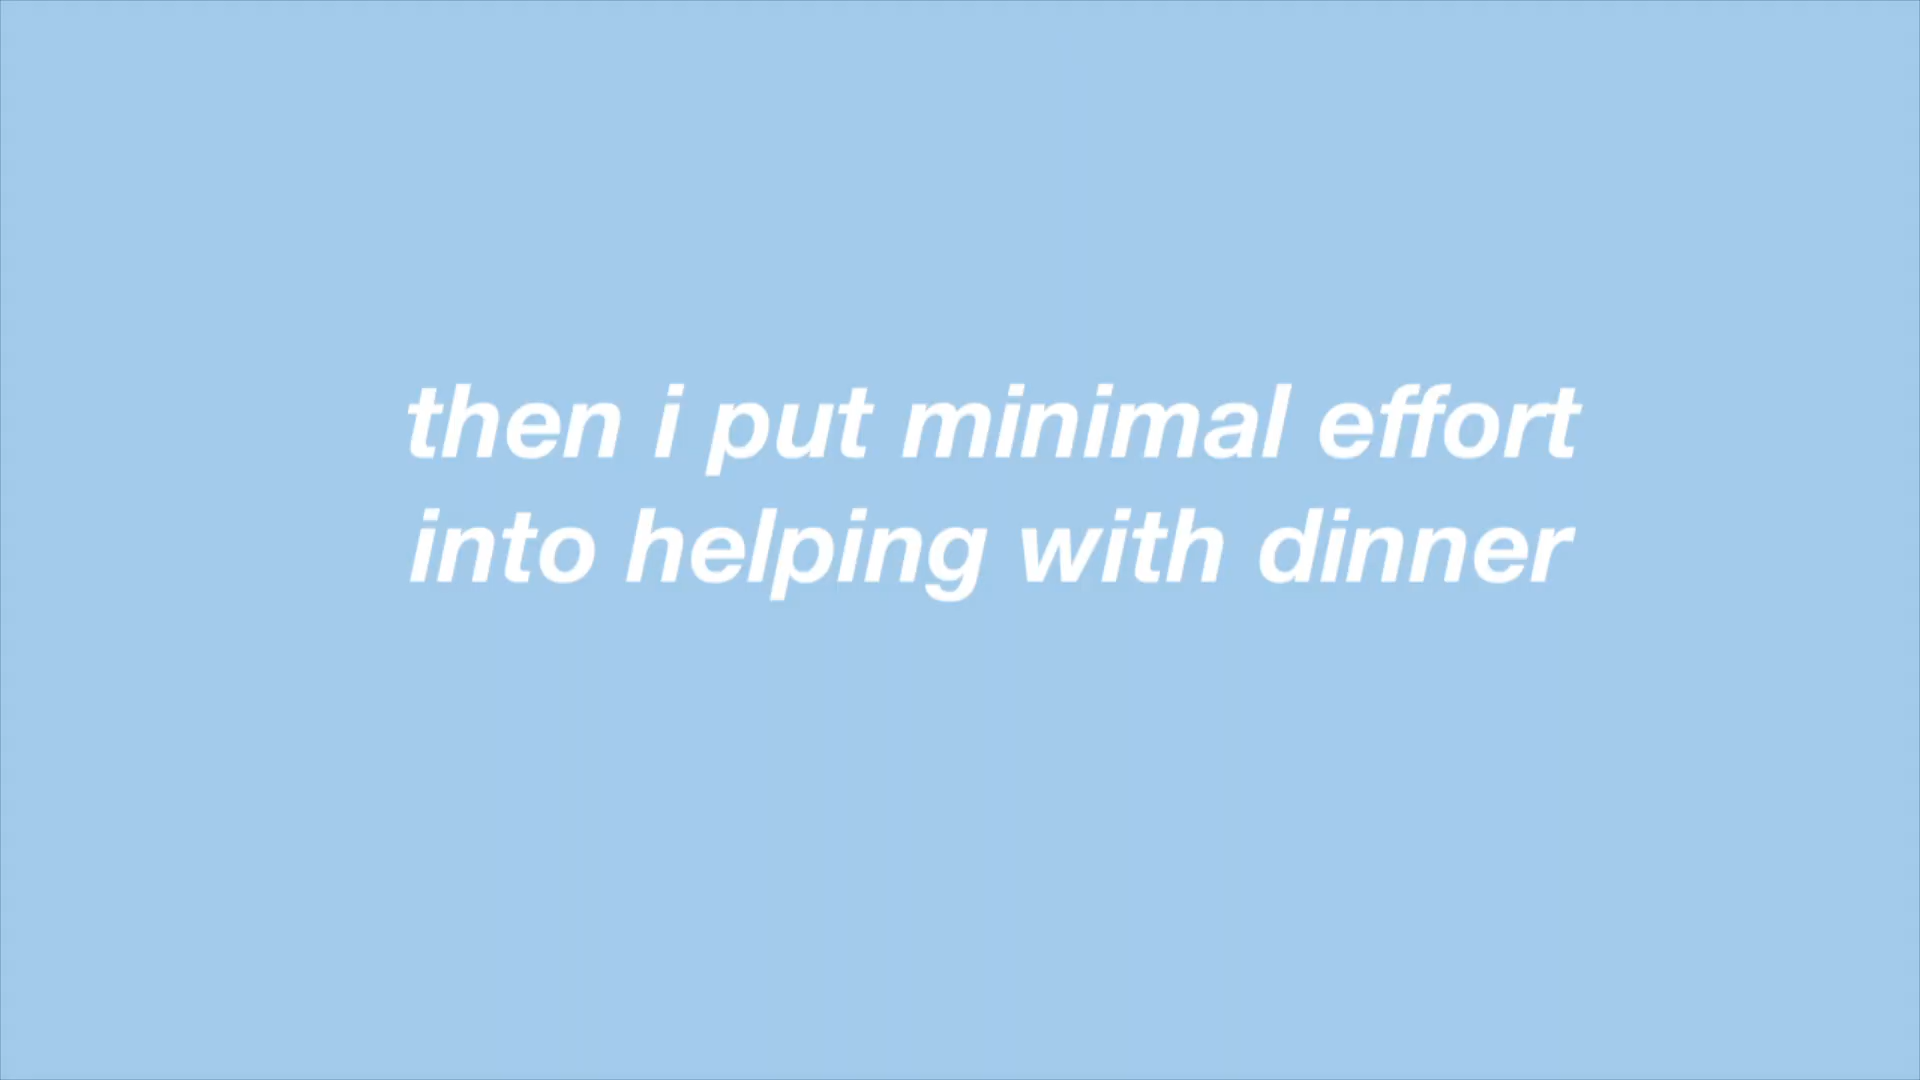 then i put minimal effort
into helping with dinner